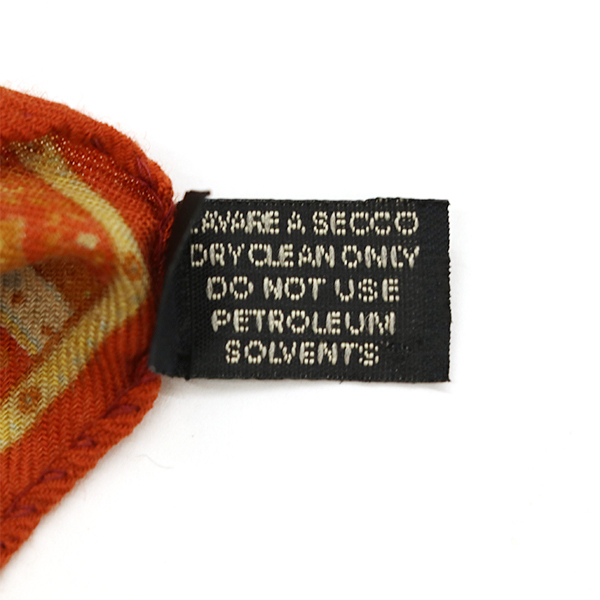 LAVARE A SECCO
DRY CLEAN ONLY
DO NOT USE
PETROLEUM
SOLVENTS